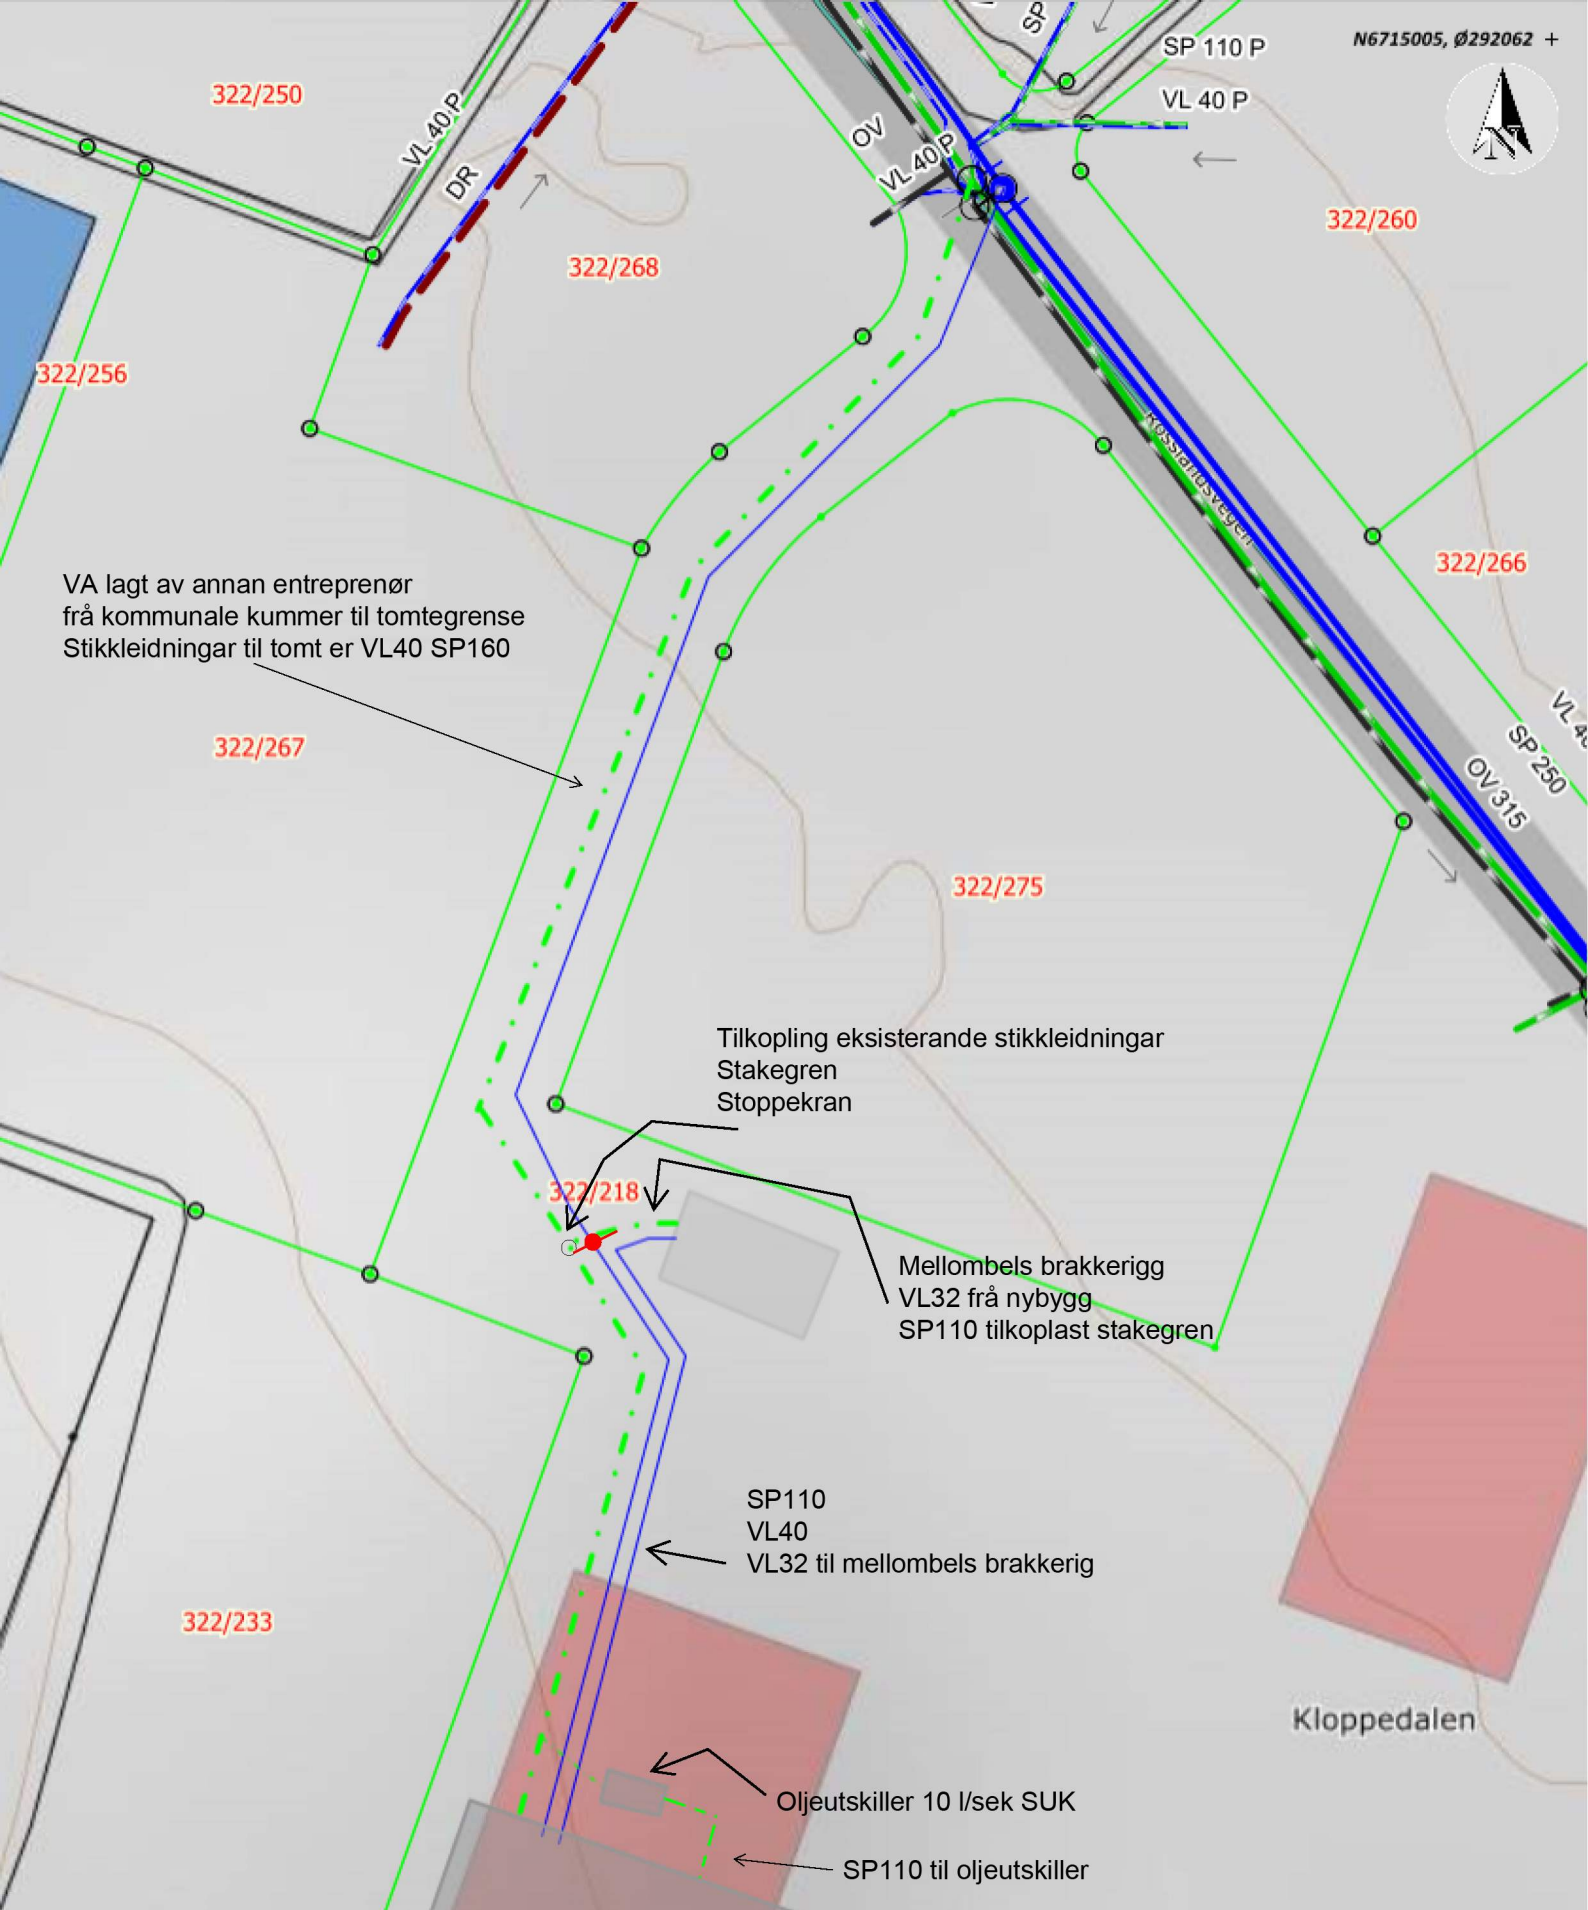 N6715005, Ø292062 +
SP
SP 110 P
322/250
VL 40 P
VL 40 P
OV
VL 40 P
DR
N
322/260
322/268
322/256
Rosslandsvegen
322/266
VA lagt av annan entreprenør
frå kommunale kummer til tomtegrense
Stikkleidningar til tomt er VL40 SP160
322/267
SP 250
OV 315
322/275
Tilkopling eksisterande stikkleidningar
Stakegren
Stoppekran
322/218
Mellombels brakkerigg
VL32 frå nybygg
SP110 tilkoplast stakegren
SP110
VL40
VL32 til mellombels brakkerig
322/233
Kloppedalen
Oljeutskiller 10 l/sek SUK
SP110 til oljeutskiller